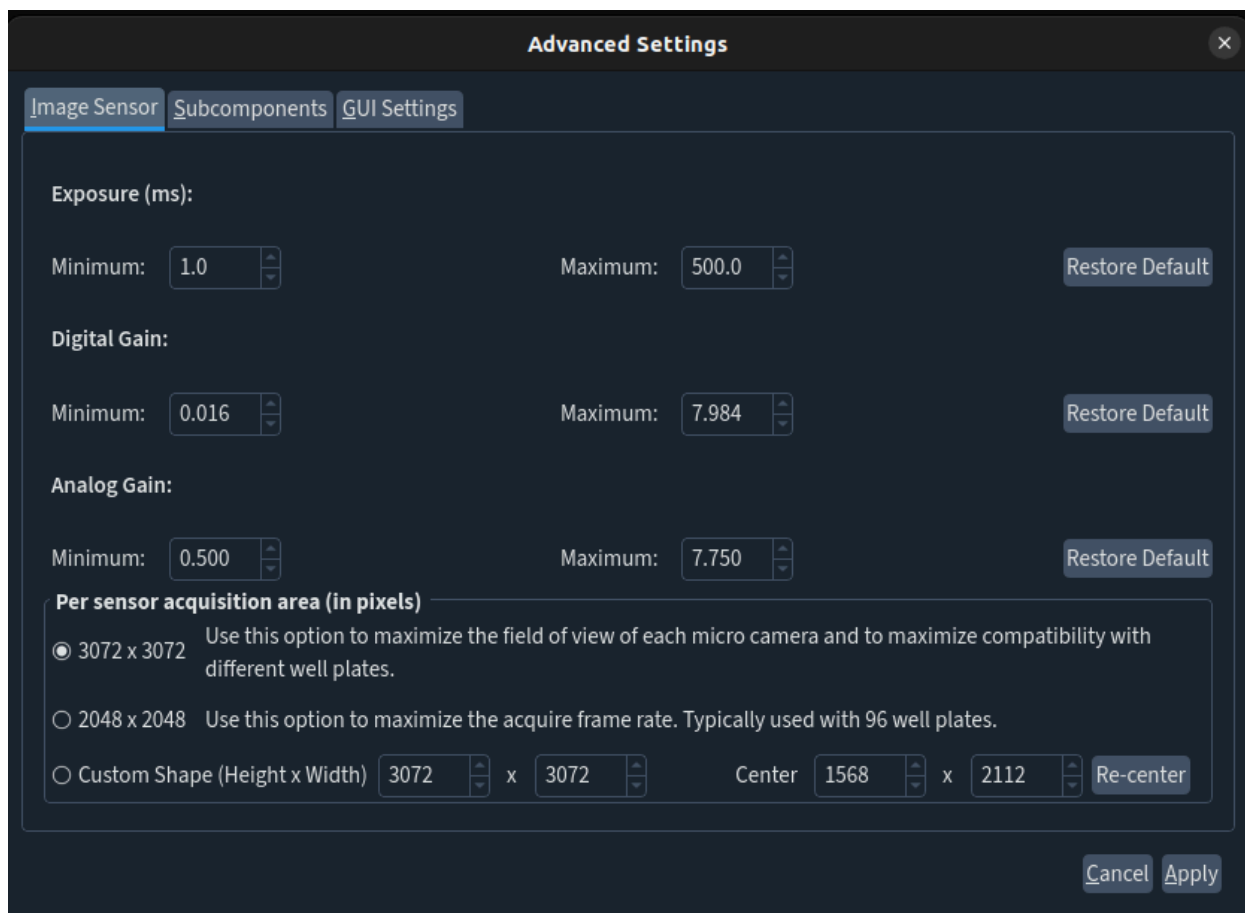 Advanced Settings
Image Sensor Subcomponents GUI Settings
Exposure (ms):
Minimum: 1.0 Maximum: 500.0 Restore Default
Digital Gain:
Minimum: 0.016 Maximum: 7.984 Restore Default
Analog Gain:
Minimum: 0.500 Maximum: 7.750 Restore Default
Per sensor acquisition area (in pixels)
3072 x 3072 Use this option to maximize the field of view of each micro camera and to maximize compatibility with
different well plates.
2048 x 2048 Use this option to maximize the acquire frame rate. Typically used with 96 well plates.
Custom Shape (Height x Width) 3072 x 3072 Center 1568 x 2112 Re-center
Cancel Apply